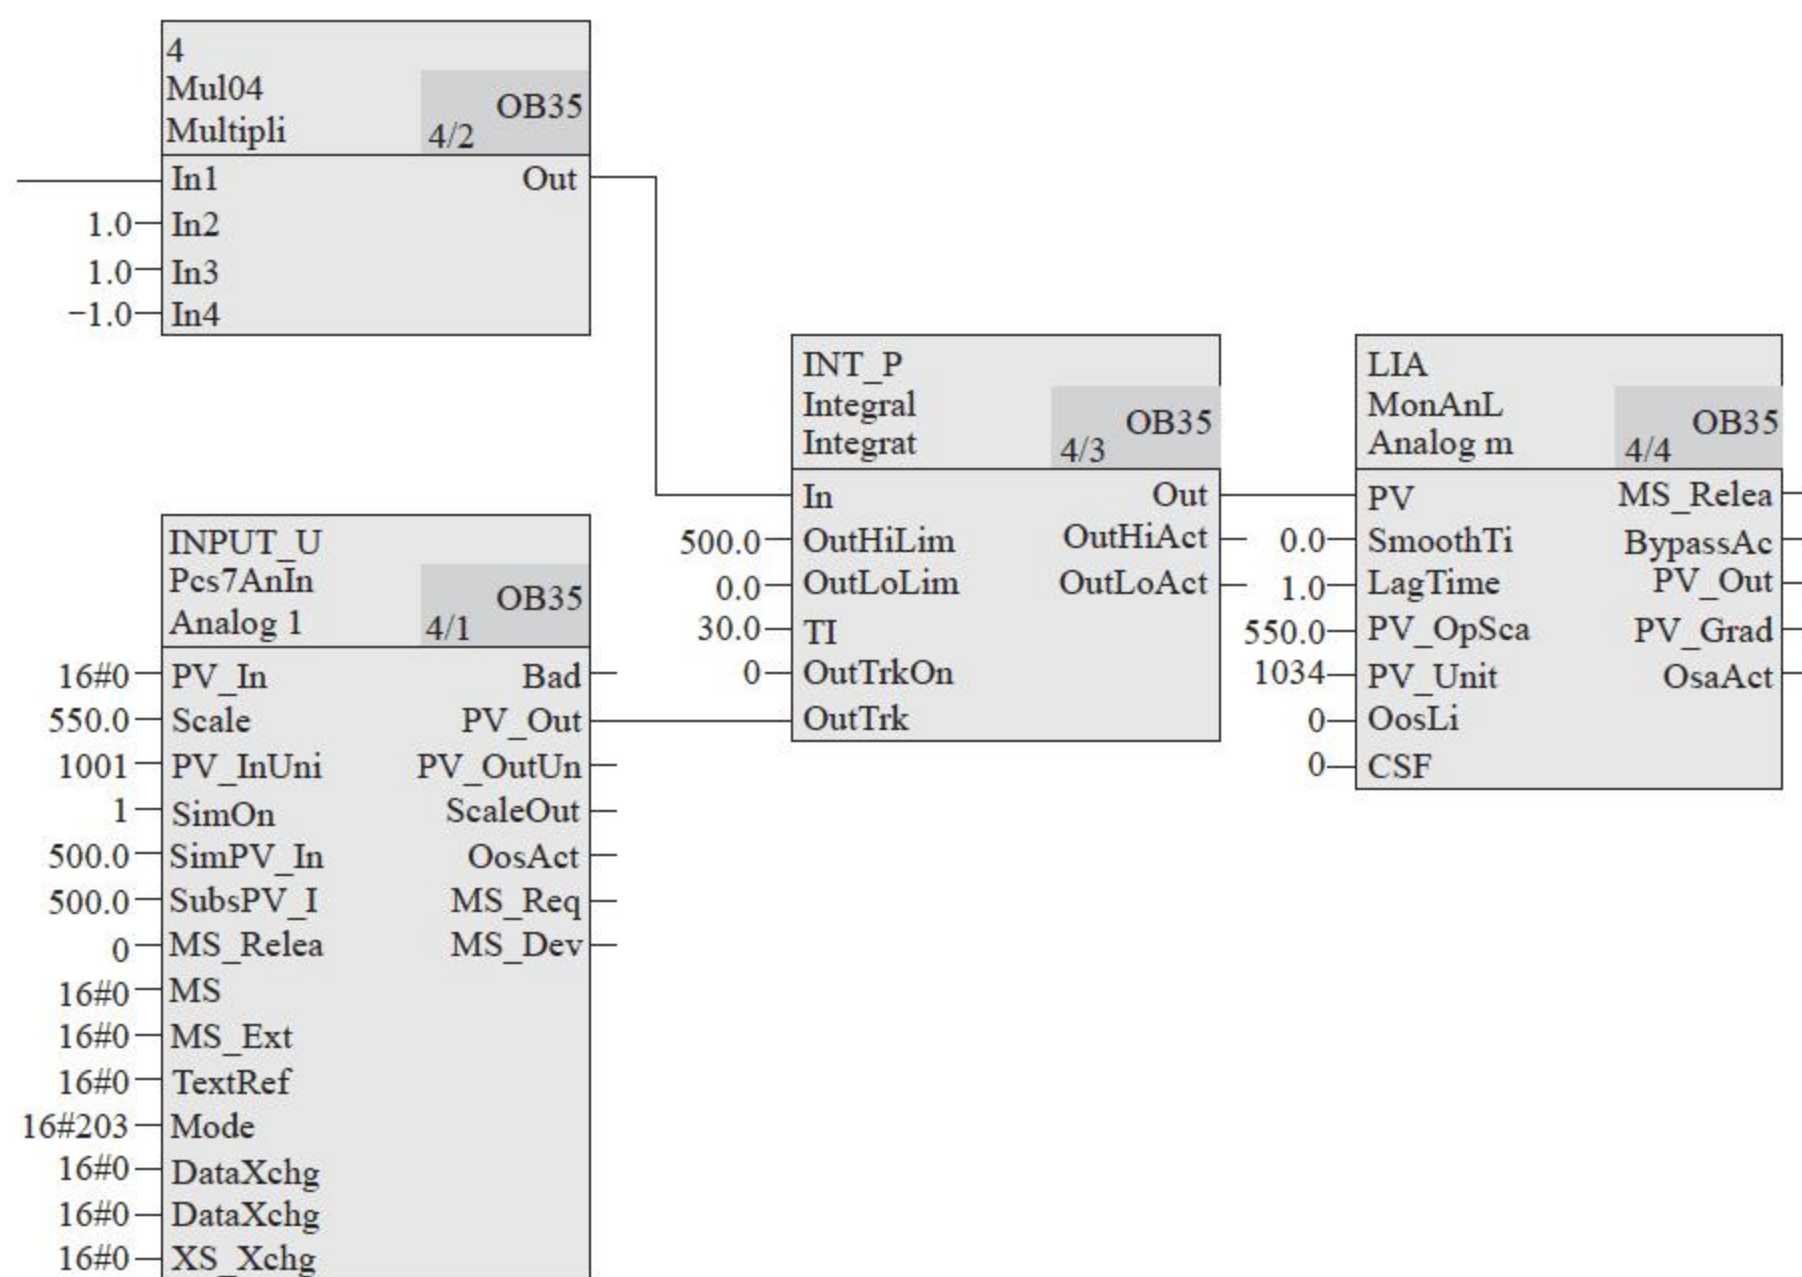 4
Mul04
Multipli
OB35
4/2
In1 Out
1.0 In2
1.0 In3
−1.0 In4
INPUT_U
Pcs7AnIn
Analog 1
OB35
4/1
16#0 PV_In Bad
550.0 Scale PV_Out
1001 PV_InUni PV_OutUn
1 SimOn ScaleOut
500.0 SimPV_In OosAct
500.0 SubsPV_I MS_Req
0 MS_Relea MS_Dev
16#0 MS
16#0 MS_Ext
16#0 TextRef
16#203 Mode
16#0 DataXchg
16#0 DataXchg
16#0 XS_Xchg
INT_P
Integral
Integrat
OB35
4/3
In Out
500.0 OutHiLim OutHiAct
0.0 OutLoLim OutLoAct
30.0 TI
0 OutTrkOn
OutTrk
LIA
MonAnL
Analog m
OB35
4/4
PV MS_Relea
0.0 SmoothTi BypassAc
1.0 LagTime PV_Out
550.0 PV_OpSca PV_Grad
1034 PV_Unit OsaAct
0 OosLi
0 CSF